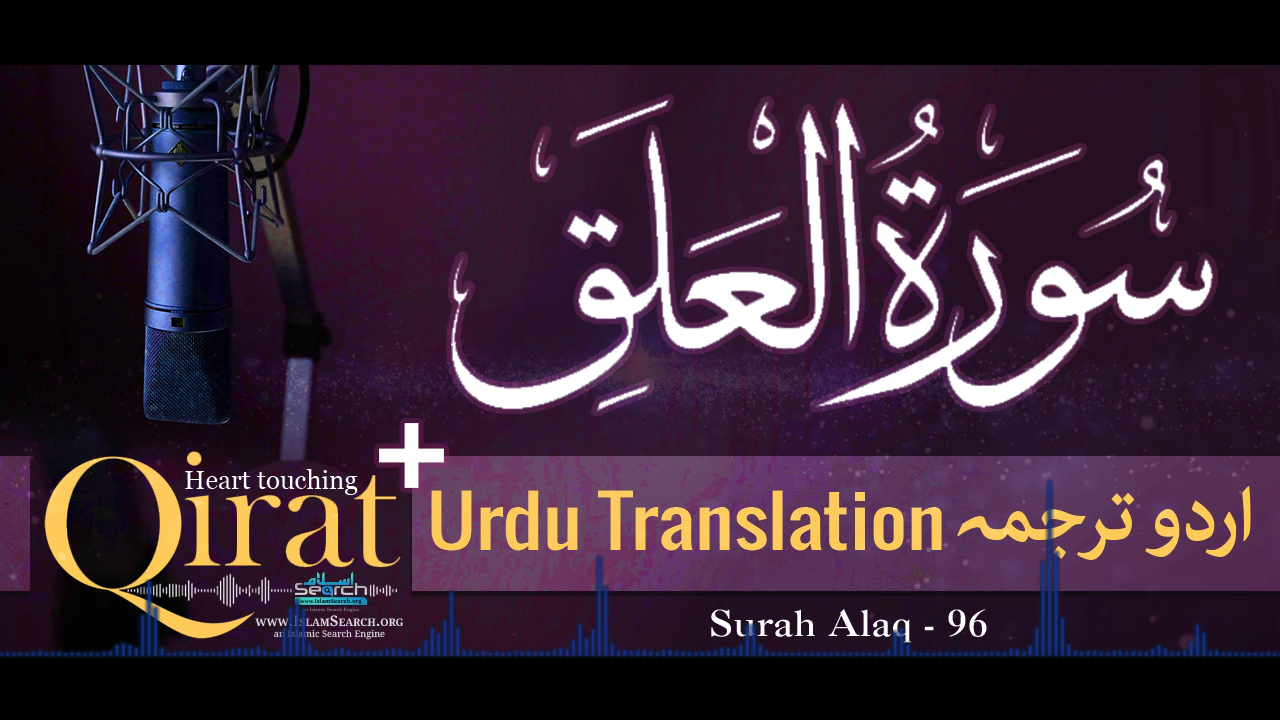 سُورَةُ الْعَلَقِ
Heart touching
Qirat
+
Urdu Translation اردو ترجمہ
اسلام
Search
www.IslamSearch.org
an Islamic Search Engine
www.IslamSearch.org
an Islamic Search Engine
Surah Alaq - 96